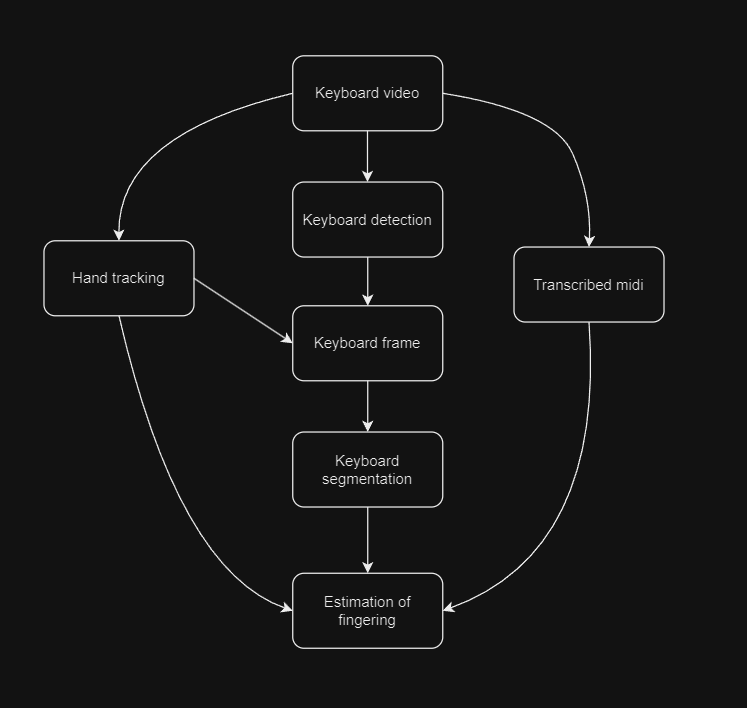 Keyboard video
Keyboard detection
Hand tracking
Transcribed midi
Keyboard frame
Keyboard
segmentation
Estimation of
fingering